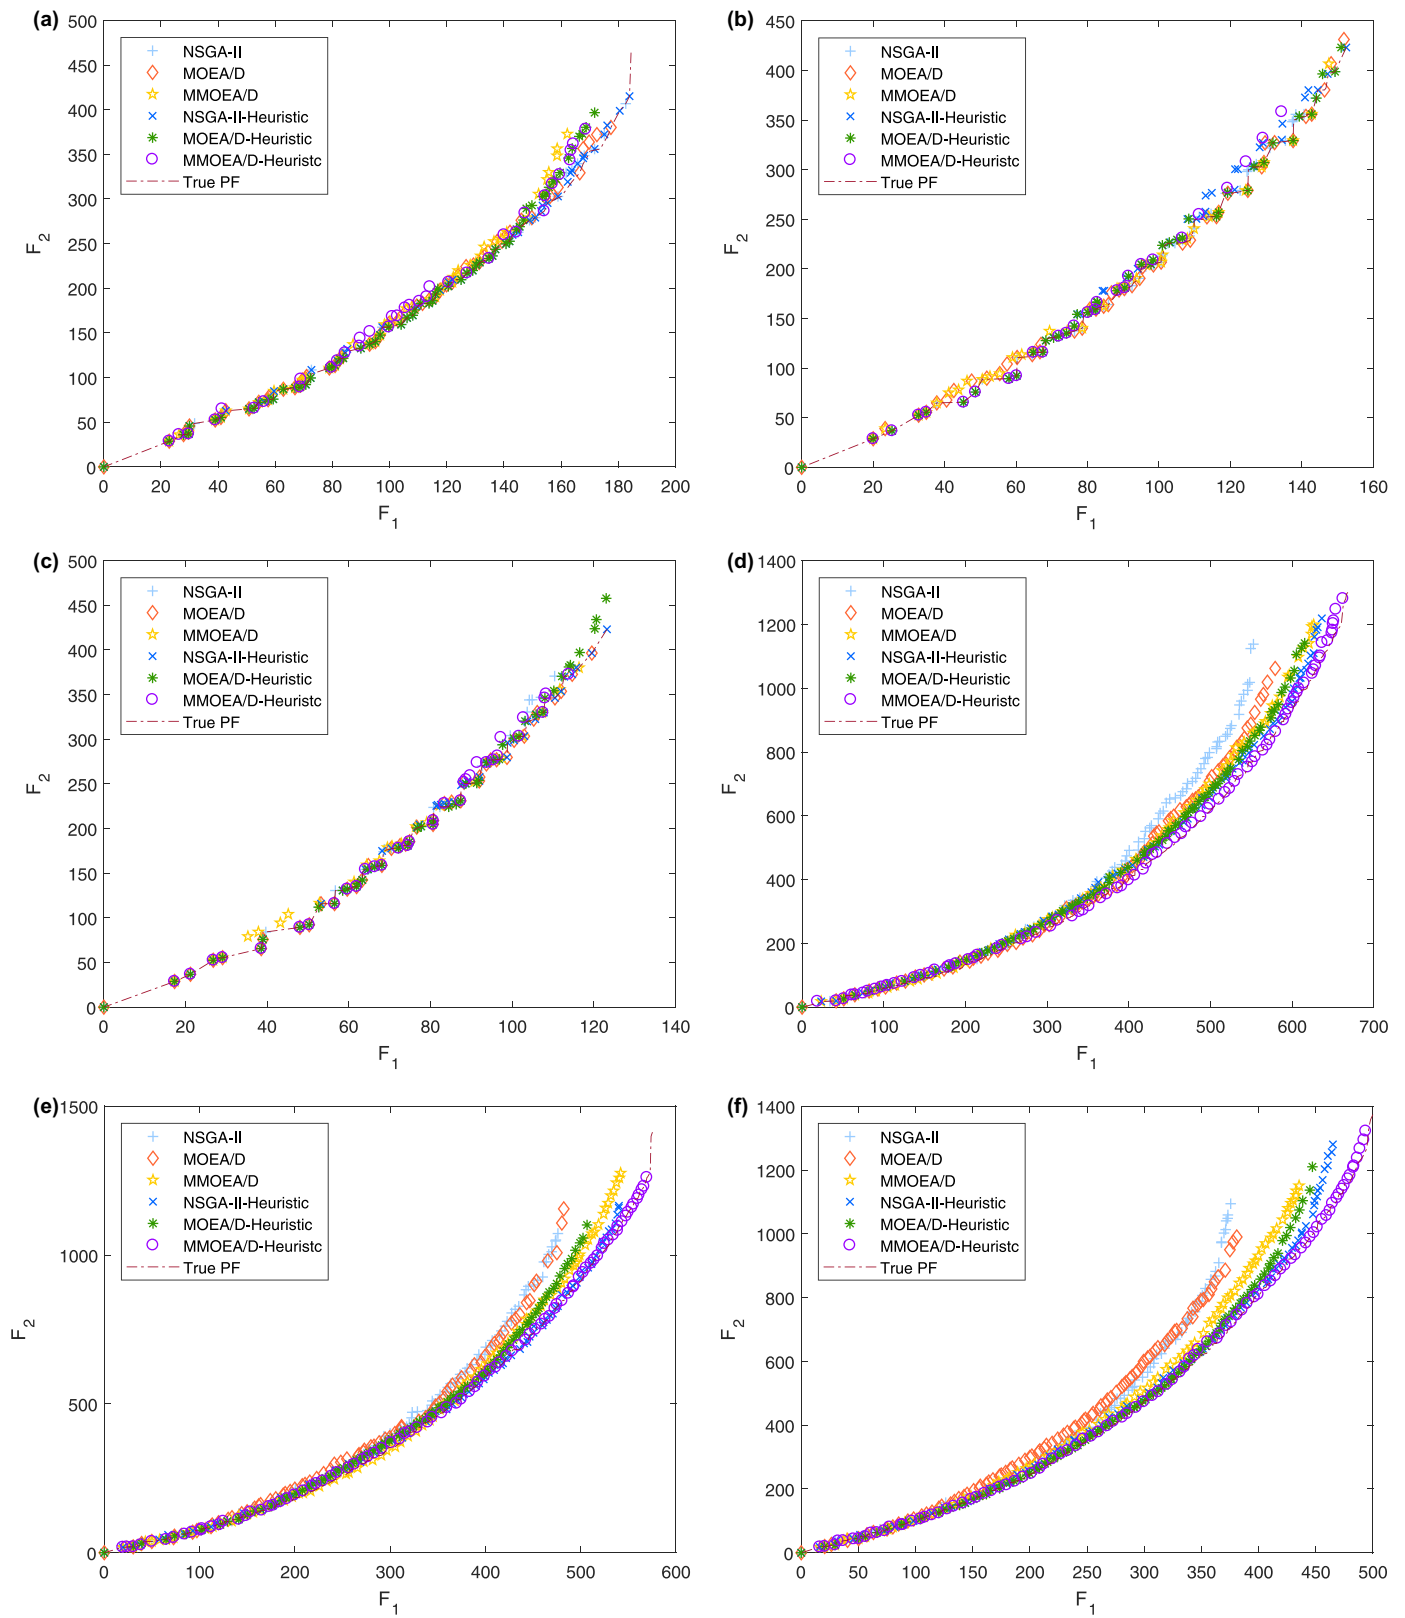 (a)
500
450
400
350
300
250
200
150
100
50
0
F2
NSGA-II
MOEA/D
MMOEA/D
NSGA-II-Heuristic
MOEA/D-Heuristic
MMOEA/D-Heuristc
True PF
0 20 40 60 80 100 120 140 160 180 200
F1
(b)
450
400
350
300
250
200
150
100
50
0
F2
NSGA-II
MOEA/D
MMOEA/D
NSGA-II-Heuristic
MOEA/D-Heuristic
MMOEA/D-Heuristc
True PF
0 20 40 60 80 100 120 140 160
F1
(c)
500
450
400
350
300
250
200
150
100
50
0
F2
NSGA-II
MOEA/D
MMOEA/D
NSGA-II-Heuristic
MOEA/D-Heuristic
MMOEA/D-Heuristc
True PF
0 20 40 60 80 100 120 140
F1
(d)
1400
1200
1000
800
600
400
200
0
F2
NSGA-II
MOEA/D
MMOEA/D
NSGA-II-Heuristic
MOEA/D-Heuristic
MMOEA/D-Heuristc
True PF
0 100 200 300 400 500 600 700
F1
(e)
1500
1000
500
0
F2
NSGA-II
MOEA/D
MMOEA/D
NSGA-II-Heuristic
MOEA/D-Heuristic
MMOEA/D-Heuristc
True PF
0 100 200 300 400 500 600
F1
(f)
1400
1200
1000
800
600
400
200
0
F2
NSGA-II
MOEA/D
MMOEA/D
NSGA-II-Heuristic
MOEA/D-Heuristic
MMOEA/D-Heuristc
True PF
0 50 100 150 200 250 300 350 400 450 500
F1